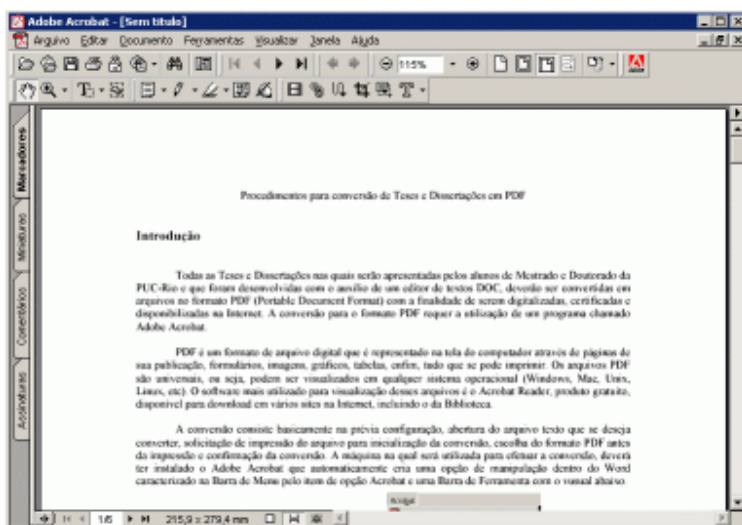 Adobe Acrobat - [Sem título]
Arquivo Editar Documento Ferramentas Visualizar Janela Ajuda
115%
Marcadores
Miniaturas
Comentários
Assinaturas
Procedimentos para conversão de Teses e Dissertações em PDF
Introdução
Todas as Teses e Dissertações nas quais serão apresentadas pelos alunos de Mestrado e Doutorado da
PUC-Rio e que foram desenvolvidas com o auxílio de um editor de textos DOC, deverão ser convertidas em
arquivos no formato PDF (Portable Document Format) com a finalidade de serem digitalizadas, certificadas e
disponibilizadas na Internet. A conversão para o formato PDF requer a utilização de um programa chamado
Adobe Acrobat.
PDF é um formato de arquivo digital que é representado na tela do computador através de páginas de
sua publicação, formulários, imagens, gráficos, tabelas, enfim, tudo que se pode imprimir. Os arquivos PDF
são universais, ou seja, podem ser visualizados em qualquer sistema operacional (Windows, Mac, Unix,
Linux, etc). O software mais utilizado para visualização desses arquivos é o Acrobat Reader, produto gratuito,
disponível para download em vários sites na Internet, incluindo o da Biblioteca.
A conversão consiste basicamente na prévia configuração, abertura do arquivo texto que se deseja
converter, solicitação de impressão do arquivo para inicialização da conversão, escolha do formato PDF antes
da impressão e confirmação da conversão. A máquina na qual será utilizada para efetuar a conversão, deverá
ter instalado o Adobe Acrobat que automaticamente cria uma opção de manipulação dentro do Word
caracterizado na Barra de Menu pelo item de opção Acrobat e uma Barra de Ferramenta com o visual abaixo.
Acrobat
1/6
215,9 x 279,4 mm